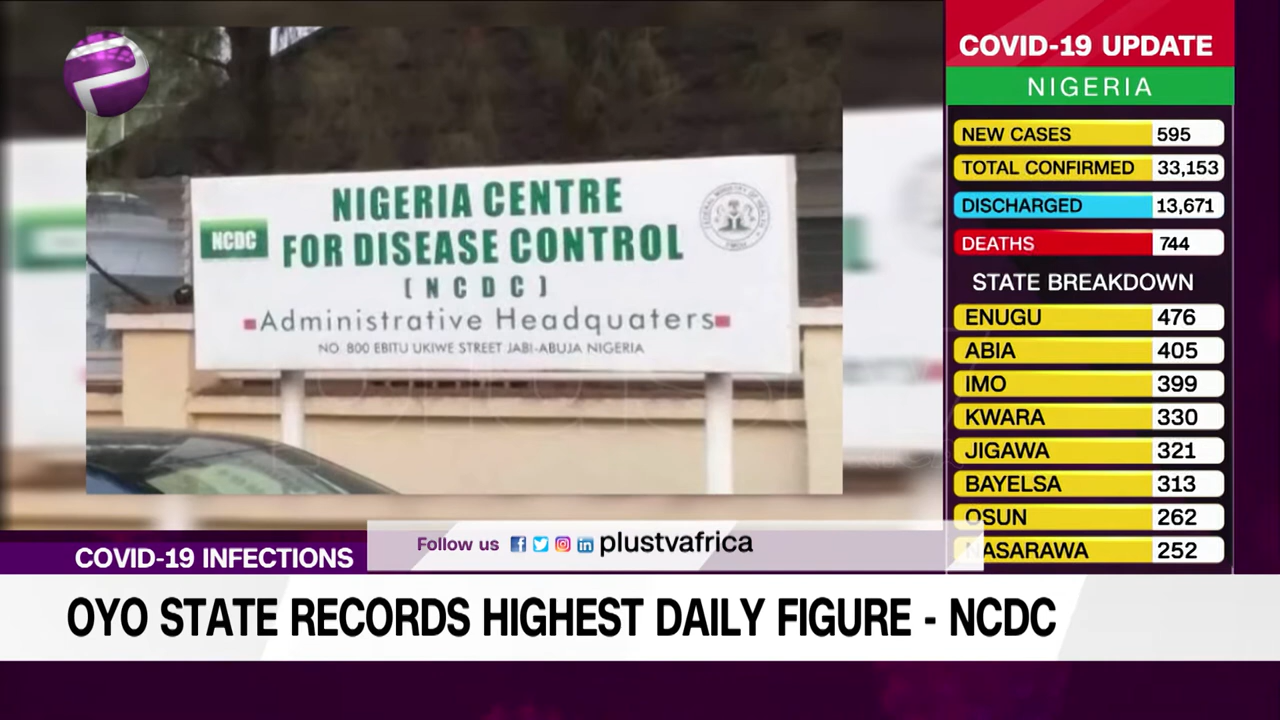 NIGERIA CENTRE
FOR DISEASE CONTROL
NCDC
( N C D C )
Administrative Headquaters
NO. 800 EBITU UKIWE STREET JABI-ABUJA NIGERIA
COVID-19 UPDATE
NIGERIA
NEW CASES 595
TOTAL CONFIRMED 33,153
DISCHARGED 13,671
DEATHS 744
STATE BREAKDOWN
ENUGU 476
ABIA 405
IMO 399
KWARA 330
JIGAWA 321
BAYELSA 313
OSUN 262
NASARAWA 252
Follow us plustvafrica
COVID-19 INFECTIONS
OYO STATE RECORDS HIGHEST DAILY FIGURE - NCDC